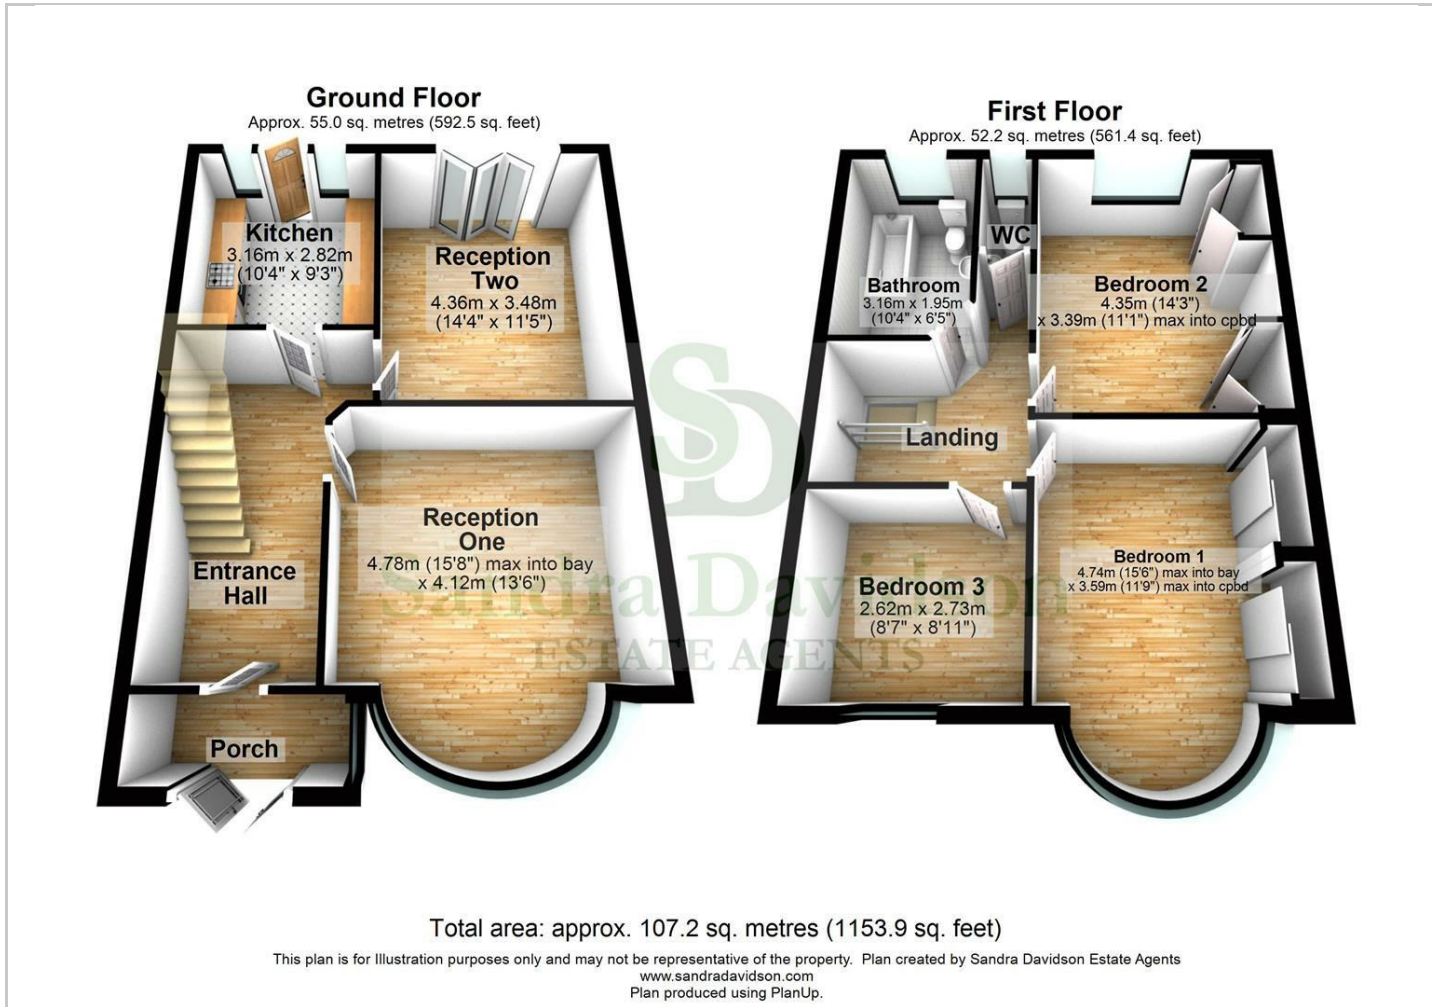 Ground Floor
Approx. 55.0 sq. metres (592.5 sq. feet)
Kitchen
3.16m x 2.82m
(10'4" x 9'3")
Reception
Two
4.36m x 3.48m
(14'4" x 11'5")
Reception
One
4.78m (15'8") max into bay
x 4.12m (13'6")
Entrance
Hall
Porch
First Floor
Approx. 52.2 sq. metres (561.4 sq. feet)
WC
Bathroom
3.16m x 1.95m
(10'4" x 6'5")
Bedroom 2
4.35m (14'3")
x 3.39m (11'1") max into cpbd
Landing
Bedroom 1
4.74m (15'6") max into bay
x 3.59m (11'9") max into cpbd
Bedroom 3
2.62m x 2.73m
(8'7" x 8'11")
SD
Sandra Davidson
ESTATE AGENTS
Total area: approx. 107.2 sq. metres (1153.9 sq. feet)
This plan is for Illustration purposes only and may not be representative of the property. Plan created by Sandra Davidson Estate Agents
www.sandradavidson.com
Plan produced using PlanUp.